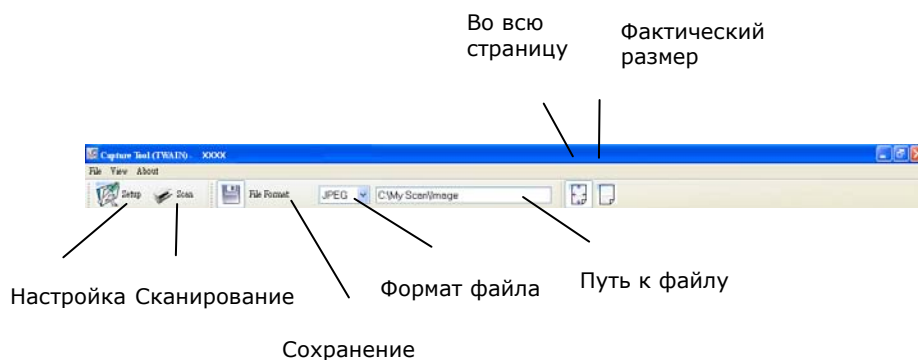 Во всю
страницу
Фактический
размер
Capture Tool (TWAIN) - XXXX
File View About
Setup Scan File Format JPEG C:\My Scan\Image
Настройка Сканирование Формат файла Путь к файлу
Сохранение